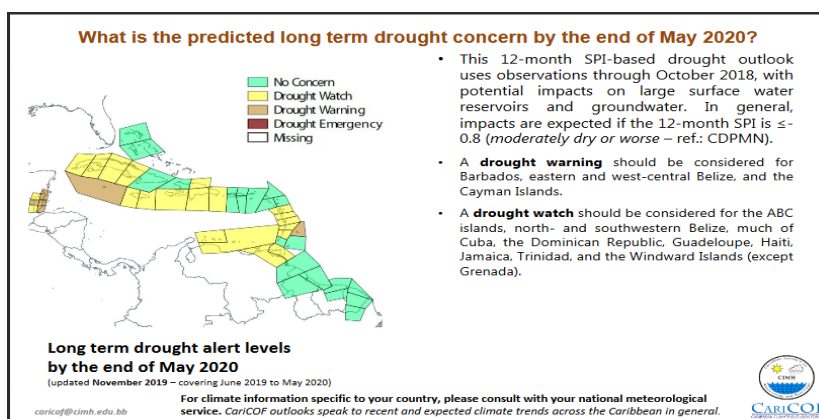 What is the predicted long term drought concern by the end of May 2020?
No Concern
Drought Watch
Drought Warning
Drought Emergency
Missing
• This 12-month SPI-based drought outlook
uses observations through October 2018, with
potential impacts on large surface water
reservoirs and groundwater. In general,
impacts are expected if the 12-month SPI is ≤-
0.8 (moderately dry or worse – ref.: CDPMN).
• A drought warning should be considered for
Barbados, eastern and west-central Belize, and the
Cayman Islands.
• A drought watch should be considered for the ABC
islands, north- and southwestern Belize, much of
Cuba, the Dominican Republic, Guadeloupe, Haiti,
Jamaica, Trinidad, and the Windward Islands (except
Grenada).
Long term drought alert levels
by the end of May 2020
(updated November 2019 – covering June 2019 to May 2020)
For climate information specific to your country, please consult with your national meteorological
service. CariCOF outlooks speak to recent and expected climate trends across the Caribbean in general.
caricof@cimh.edu.bb
CIMH
CARICOF